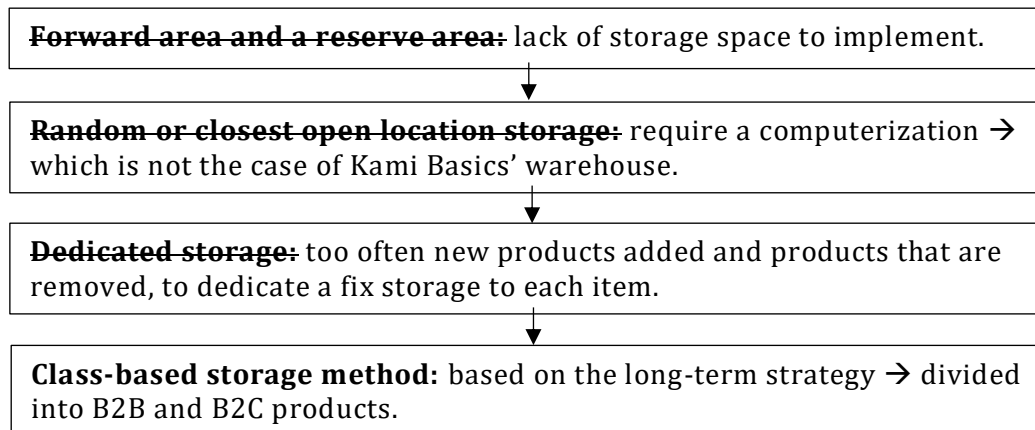 Forward area and a reserve area: lack of storage space to implement.
Random or closest open location storage: require a computerization →
which is not the case of Kami Basics’ warehouse.
Dedicated storage: too often new products added and products that are
removed, to dedicate a fix storage to each item.
Class-based storage method: based on the long-term strategy → divided
into B2B and B2C products.